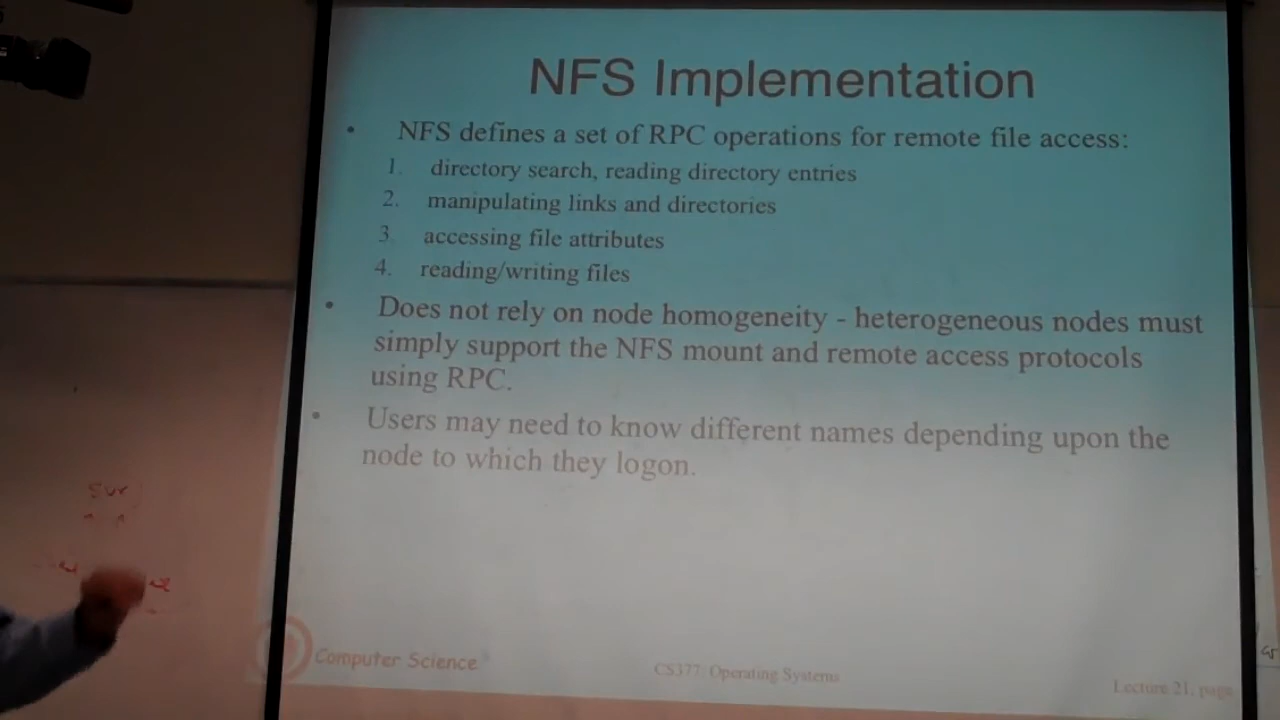 NFS Implementation
• NFS defines a set of RPC operations for remote file access:
1. directory search, reading directory entries
2. manipulating links and directories
3. accessing file attributes
4. reading/writing files
• Does not rely on node homogeneity - heterogeneous nodes must
simply support the NFS mount and remote access protocols
using RPC.
• Users may need to know different names depending upon the
node to which they logon.
Computer Science
CS377: Operating Systems
Lecture 21, page